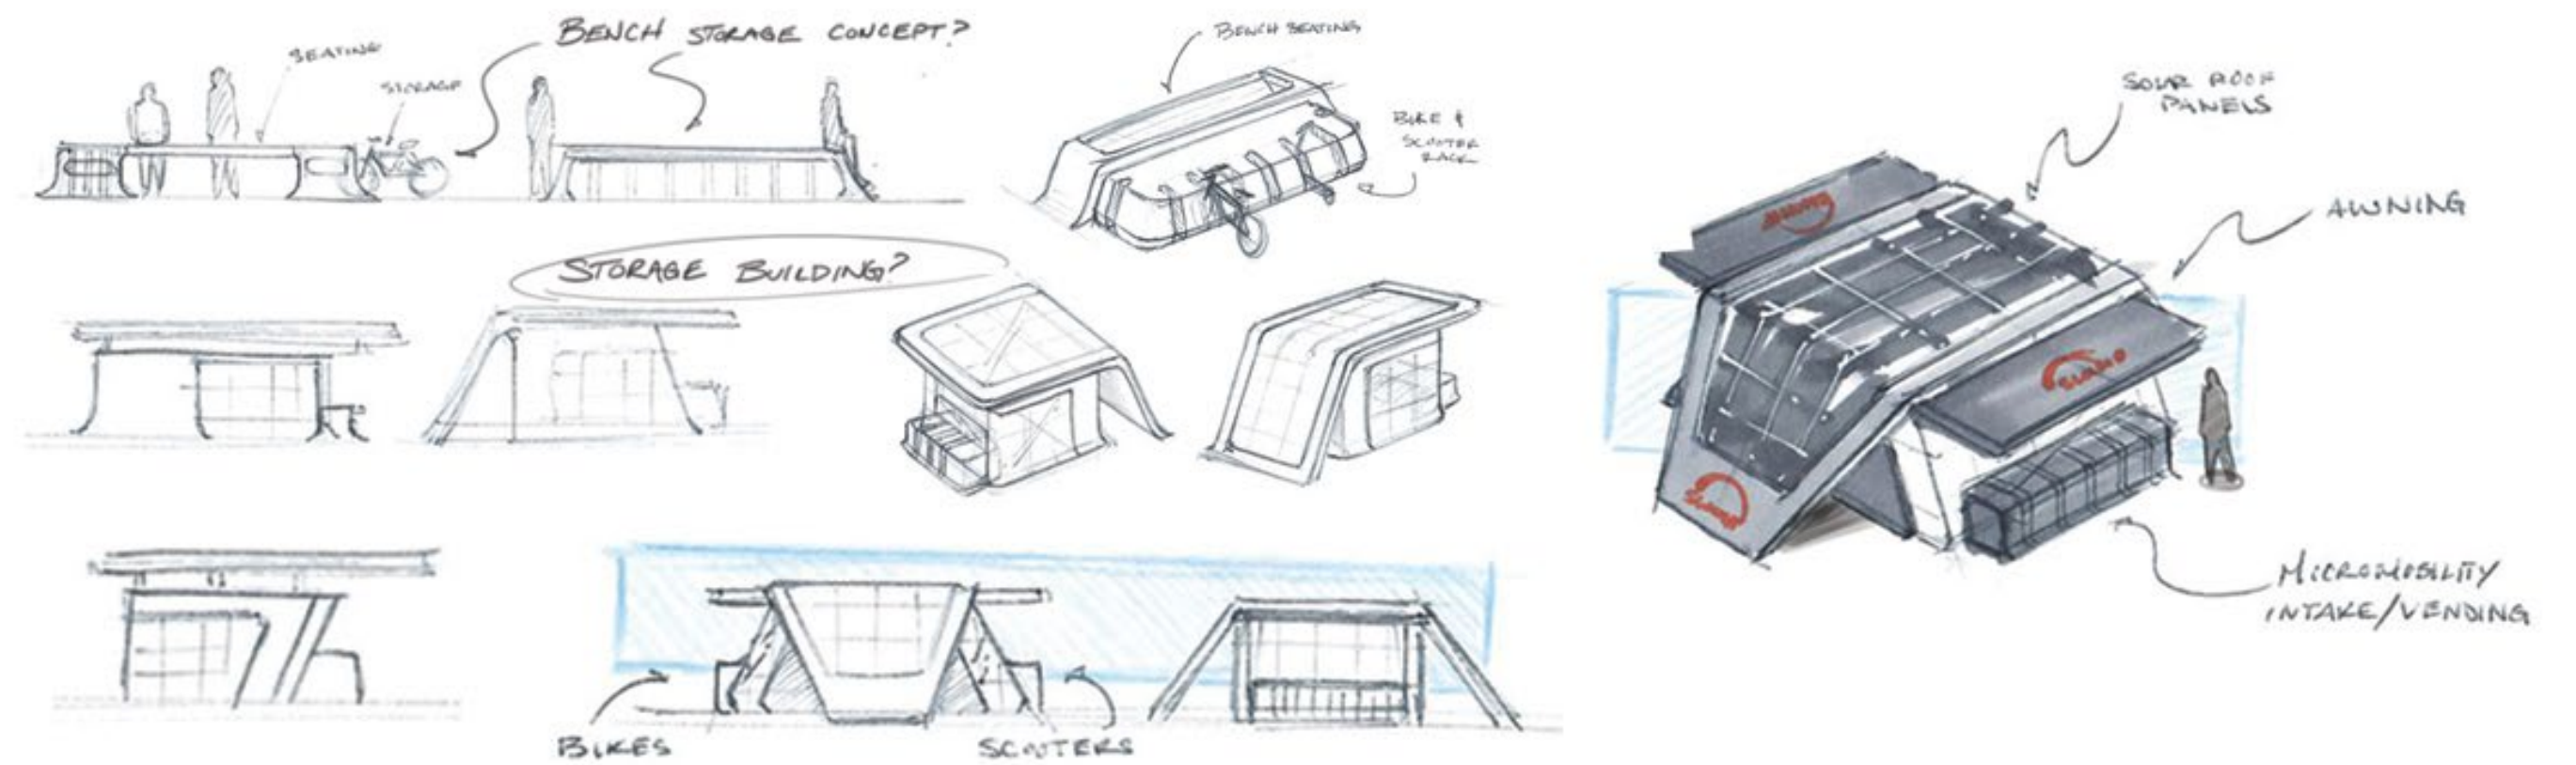 BENCH STORAGE CONCEPT?
SEATING
STORAGE
BENCH SEATING
BIKE &
SCOOTER
RACK
STORAGE BUILDING?
BIKES
SCOOTERS
SOLAR ROOF
PANELS
AWNING
MICROMOBILITY
INTAKE/VENDING